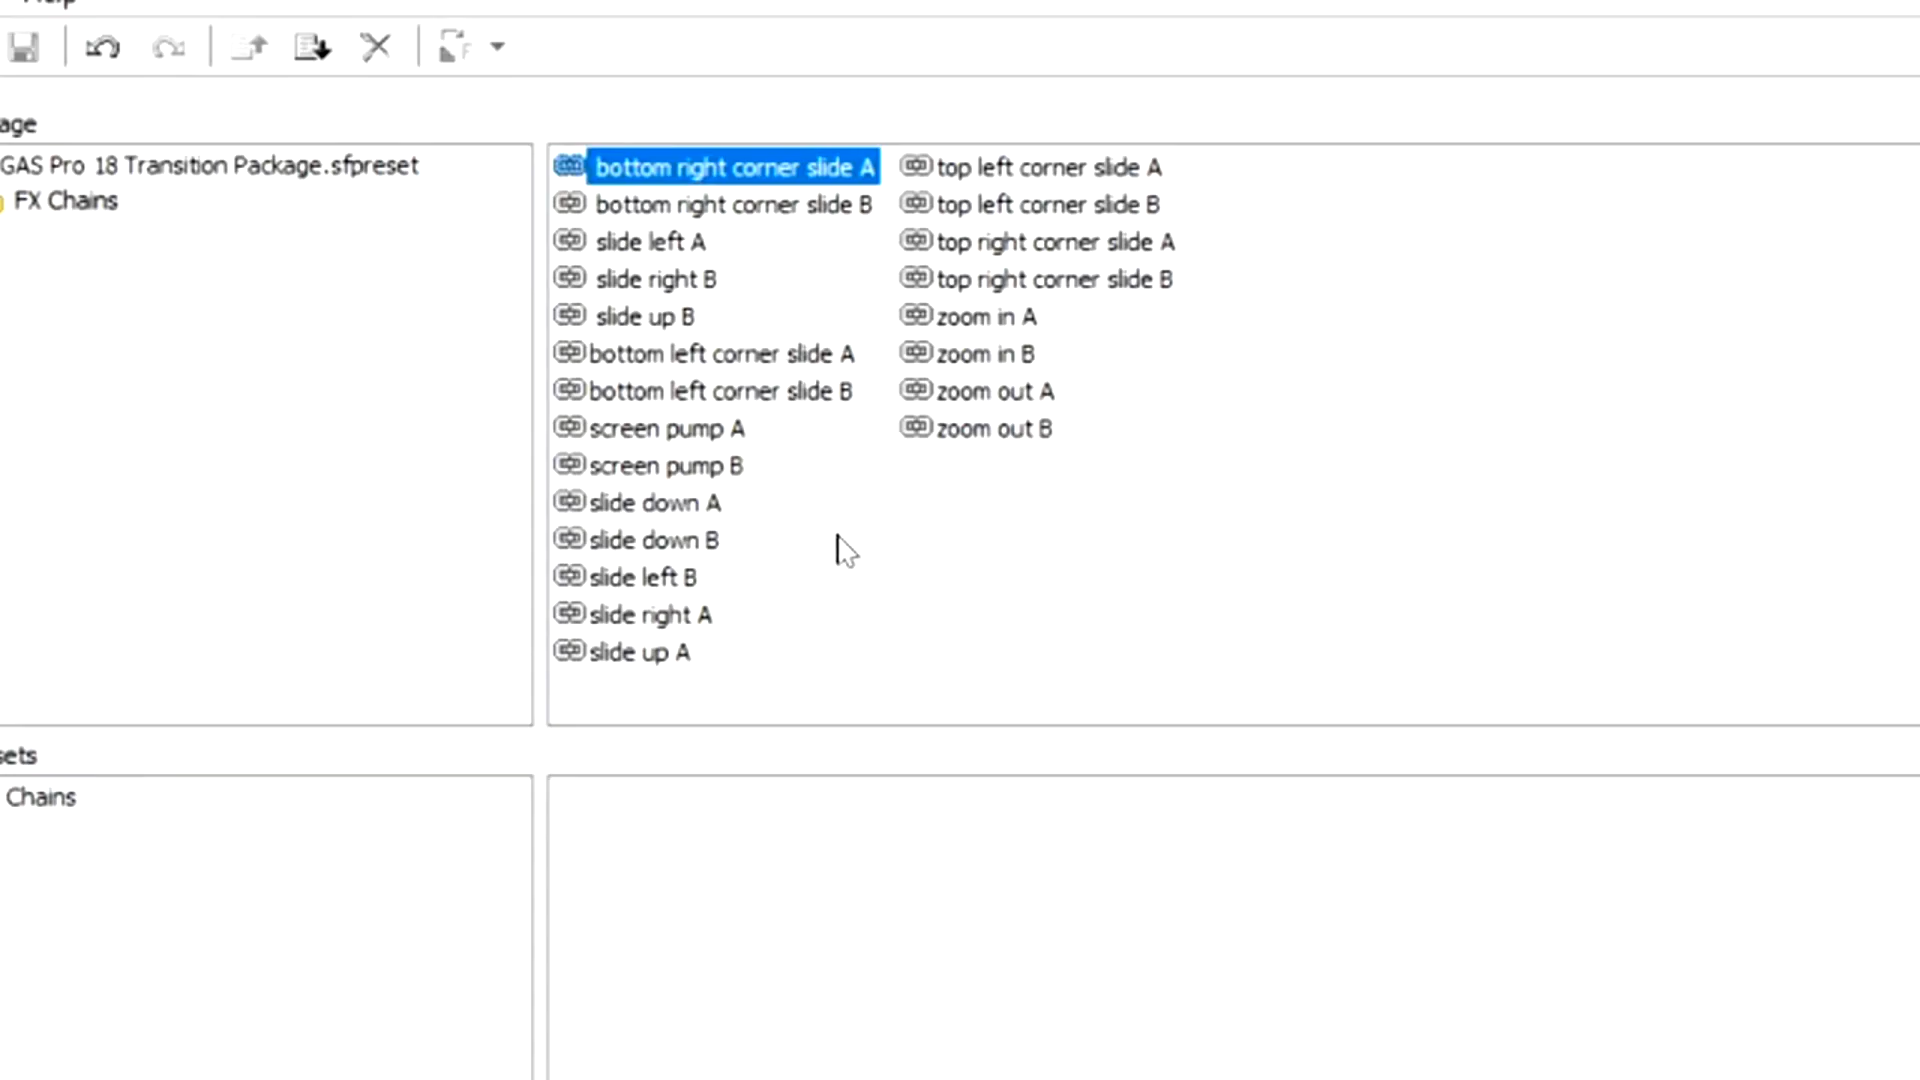 age
GAS Pro 18 Transition Package.sfpreset
FX Chains
bottom right corner slide A
bottom right corner slide B
slide left A
slide right B
slide up B
bottom left corner slide A
bottom left corner slide B
screen pump A
screen pump B
slide down A
slide down B
slide left B
slide right A
slide up A
top left corner slide A
top left corner slide B
top right corner slide A
top right corner slide B
zoom in A
zoom in B
zoom out A
zoom out B
sets
Chains